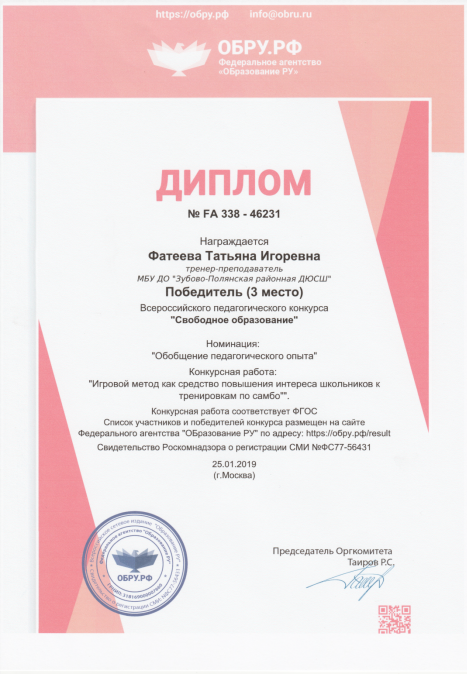 https://обру.рф info@obru.ru
ОБРУ.РФ
Федеральное агентство
«Образование РУ»
ДИПЛОМ
№ FA 338 - 46231
Награждается
Фатеева Татьяна Игоревна
тренер-преподаватель
МБУ ДО "Зубово-Полянская районная ДЮСШ"
Победитель (3 место)
Всероссийского педагогического конкурса
"Свободное образование"
Номинация:
"Обобщение педагогического опыта"
Конкурсная работа:
"Игровой метод как средство повышения интереса школьников к
тренировкам по самбо"".
Конкурсная работа соответствует ФГОС
Список участников и победителей конкурса размещен на сайте
Федерального агентства "Образование РУ" по адресу: https://обру.рф/result
Свидетельство Роскомнадзора о регистрации СМИ №ФС77-56431
25.01.2019
(г.Москва)
ОБРУ.РФ
Председатель Оргкомитета
Таиров Р.С.